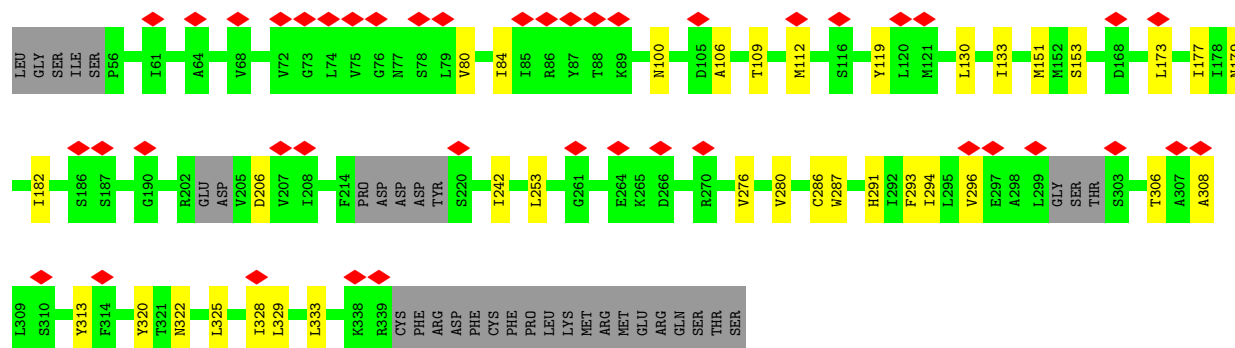 LEU GLY SER ILE SER P56 I61 A64 V68 V72 G73 L74 V75 G76 N77 S78 L79 V80 I84 I85 R86 Y87 T88 K89 N100 D105 A106 T109 M112 S116 Y119 L120 M121 L130 I133 M151 M152 S153 D168 L173 I177 I178
I182 S186 S187 G190 R202 GLU ASP V205 D206 V207 I208 F214 PRO ASP ASP ASP TYR S220 I242 L253 G261 E264 K265 D266 R270 V276 V280 C286 W287 H291 I292 F293 I294 L295 V296 E297 A298 L299 GLY SER THR S303 T306 A307 A308
L309 S310 Y313 F314 Y320 T321 N322 L325 I328 L329 L333 K338 R339 CYS PHE ARG ASP PHE CYS PHE PRO LEU LYS MET ARG MET GLU ARG GLN SER THR SER